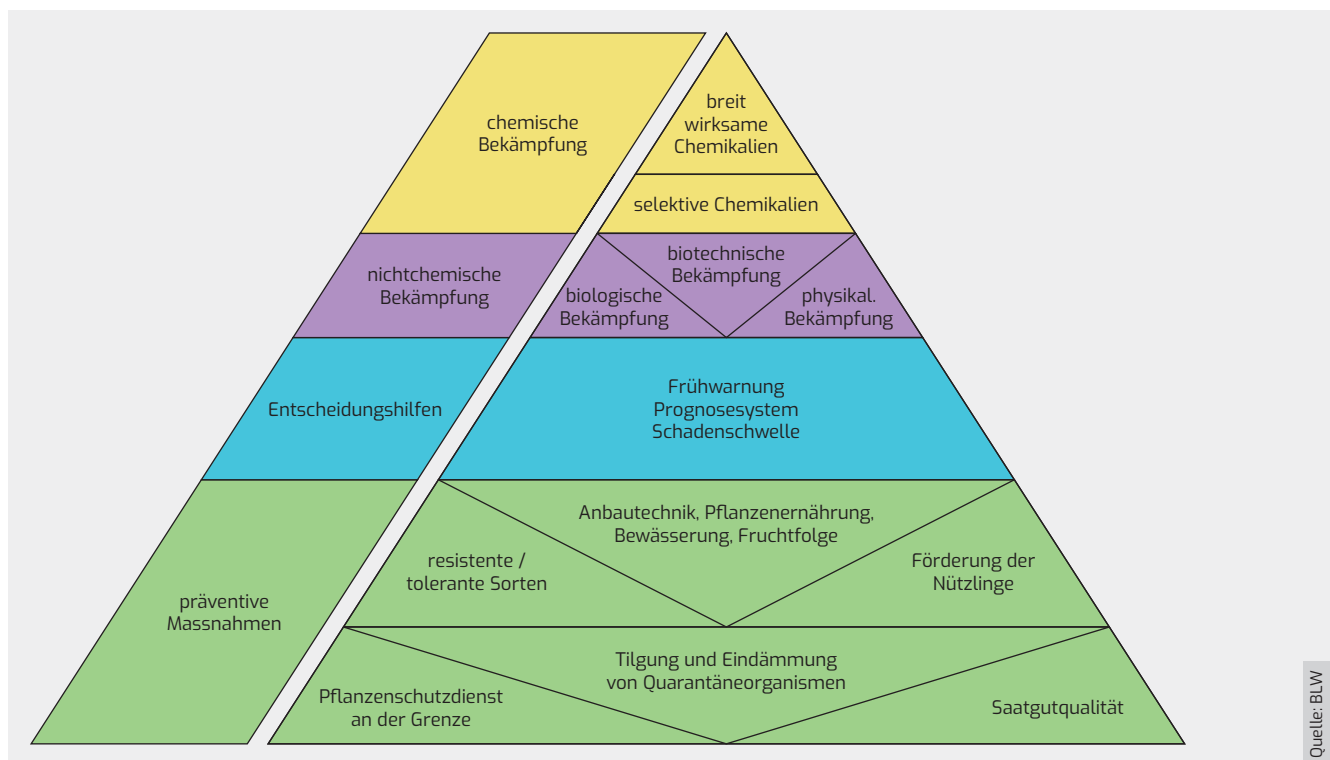 chemische
Bekämpfung
breit
wirksame
Chemikalien
selektive Chemikalien
nichtchemische
Bekämpfung
biotechnische
Bekämpfung
biologische
Bekämpfung
physikal.
Bekämpfung
Entscheidungshilfen
Frühwarnung
Prognosesystem
Schadenschwelle
präventive
Massnahmen
Anbautechnik, Pflanzenernährung,
Bewässerung, Fruchtfolge
resistente /
tolerante Sorten
Förderung der
Nützlinge
Tilgung und Eindämmung
von Quarantäneorganismen
Pflanzenschutzdienst
an der Grenze
Saatgutqualität
Quelle: BLW